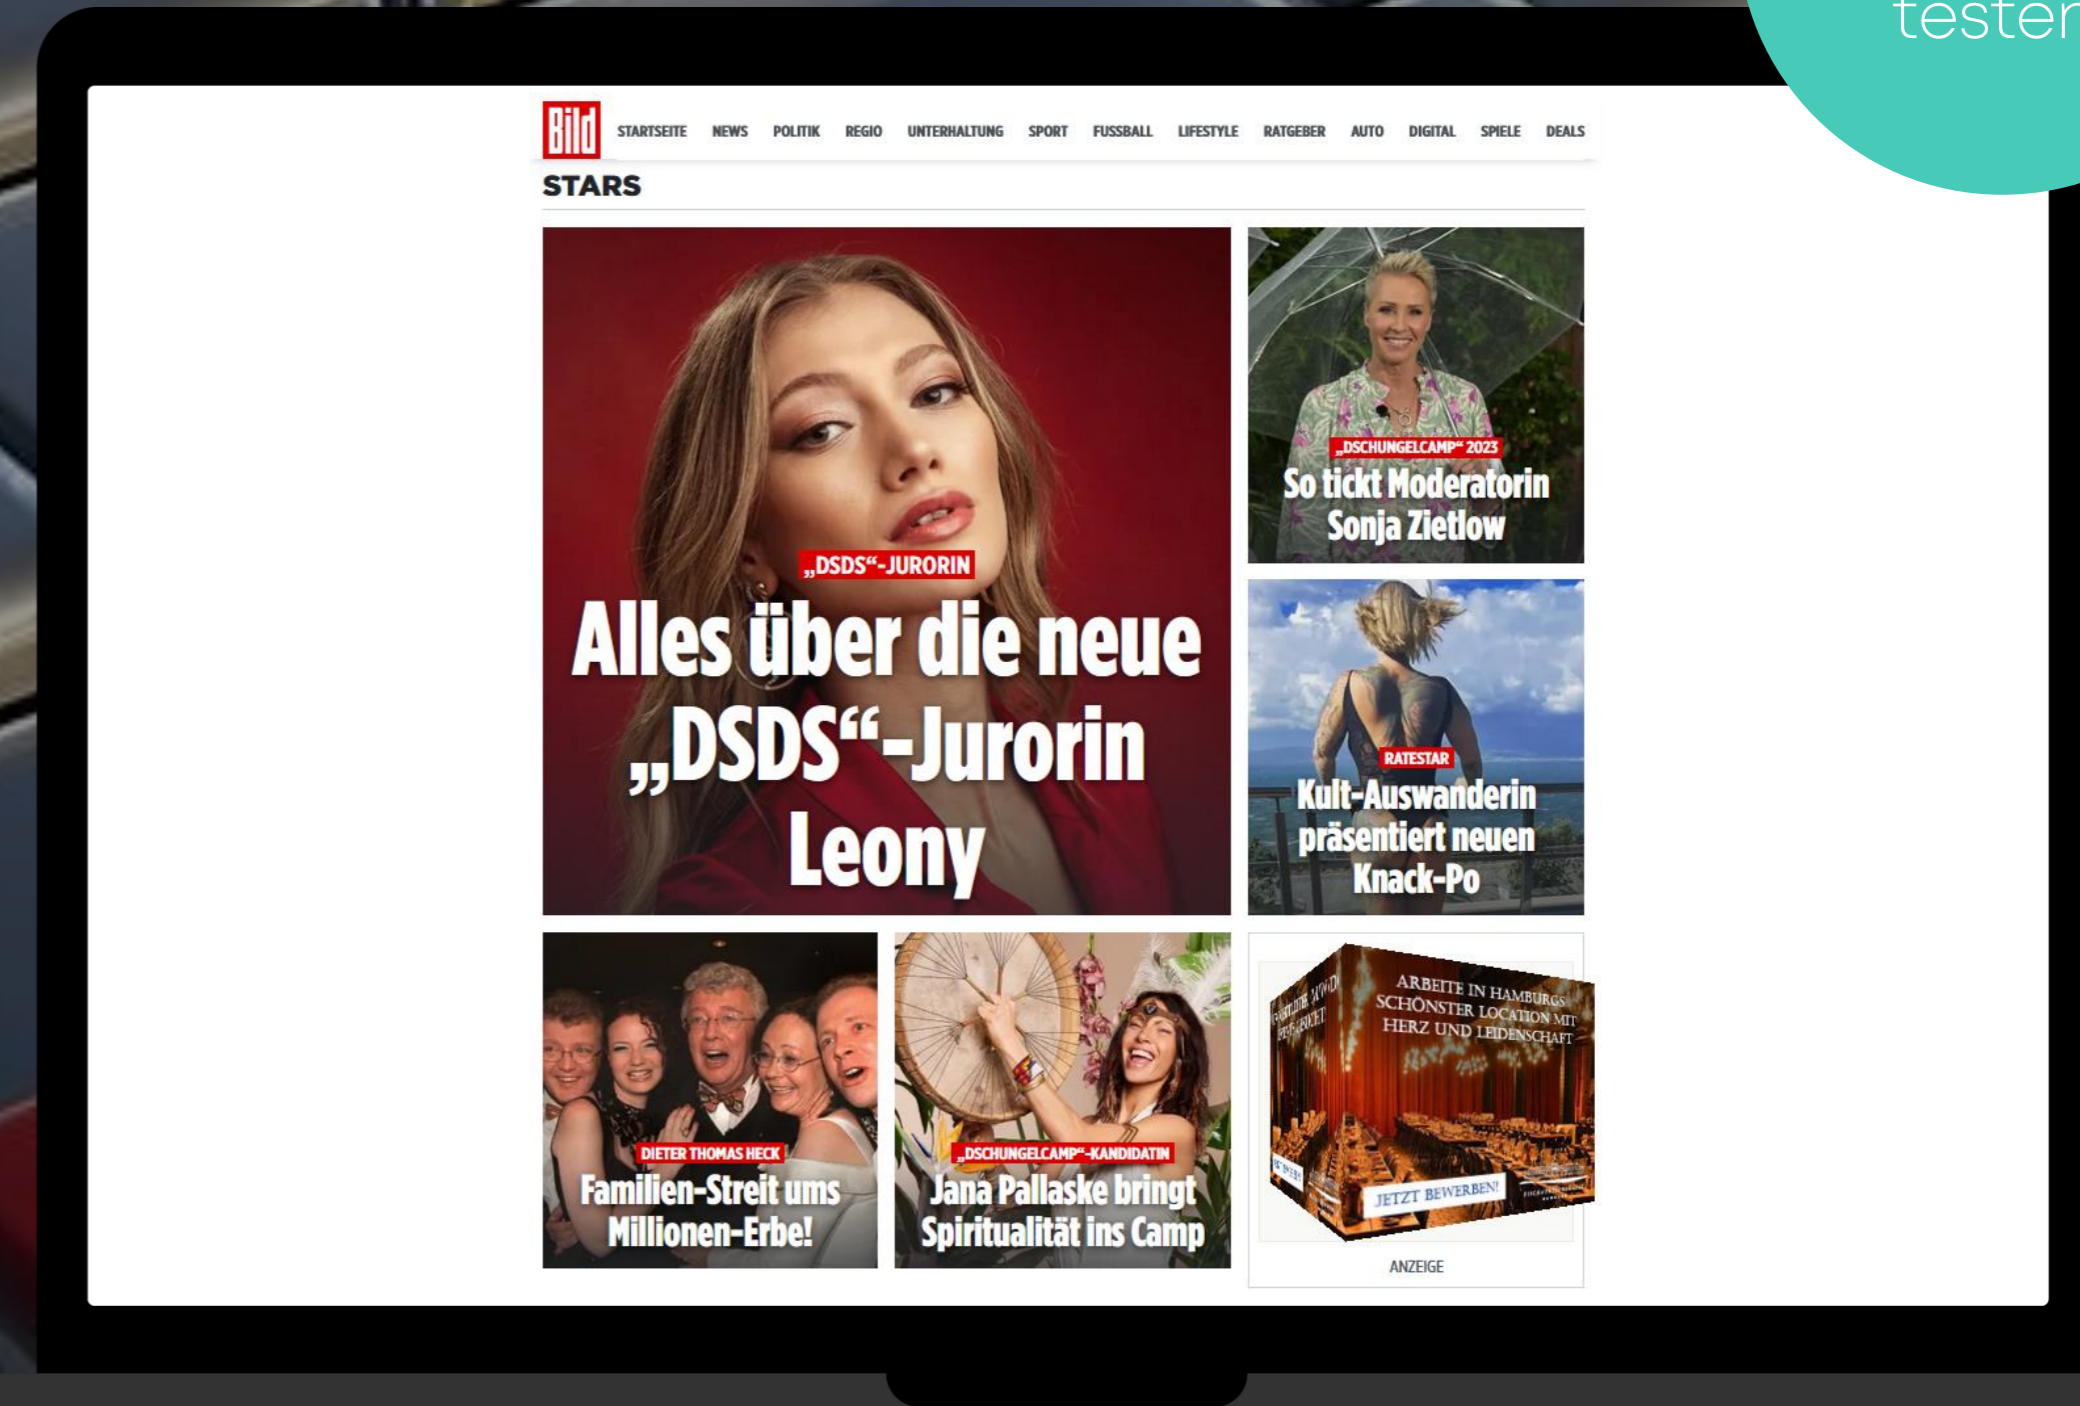 tester
Bild
STARTSEITE NEWS POLITIK REGIO UNTERHALTUNG SPORT FUSSBALL LIFESTYLE RATGEBER AUTO DIGITAL SPIELE DEALS
STARS
„DSDS“-JURORIN
Alles über die neue
„DSDS“-Jurorin
Leony
„DSCHUNGELCAMP“ 2023
So tickt Moderatorin
Sonja Zietlow
RATESTAR
Kult-Auswanderin
präsentiert neuen
Knack-Po
DIETER THOMAS HECK
Familien-Streit ums
Millionen-Erbe!
„DSCHUNGELCAMP“-KANDIDATIN
Jana Pallaske bringt
Spiritualität ins Camp
ARBEITE IN HAMBURGS
SCHÖNSTER LOCATION MIT
HERZ UND LEIDENSCHAFT
JETZT BEWERBEN!
ANZEIGE